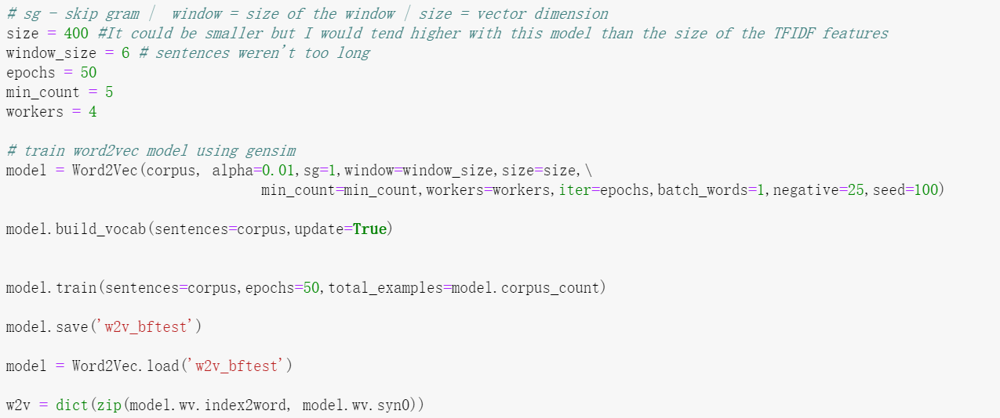 # sg - skip gram |  window = size of the window | size = vector dimension
size = 400 #It could be smaller but I would tend higher with this model than the size of the TFIDF features
window_size = 6 # sentences weren't too long
epochs = 50
min_count = 5
workers = 4
# train word2vec model using gensim
model = Word2Vec(corpus, alpha=0.01,sg=1,window=window_size,size=size,\
                               min_count=min_count,workers=workers,iter=epochs,batch_words=1,negative=25,seed=100)
model.build_vocab(sentences=corpus,update=True)
model.train(sentences=corpus,epochs=50,total_examples=model.corpus_count)
model.save('w2v_bftest')
model = Word2Vec.load('w2v_bftest')
w2v = dict(zip(model.wv.index2word, model.wv.syn0))